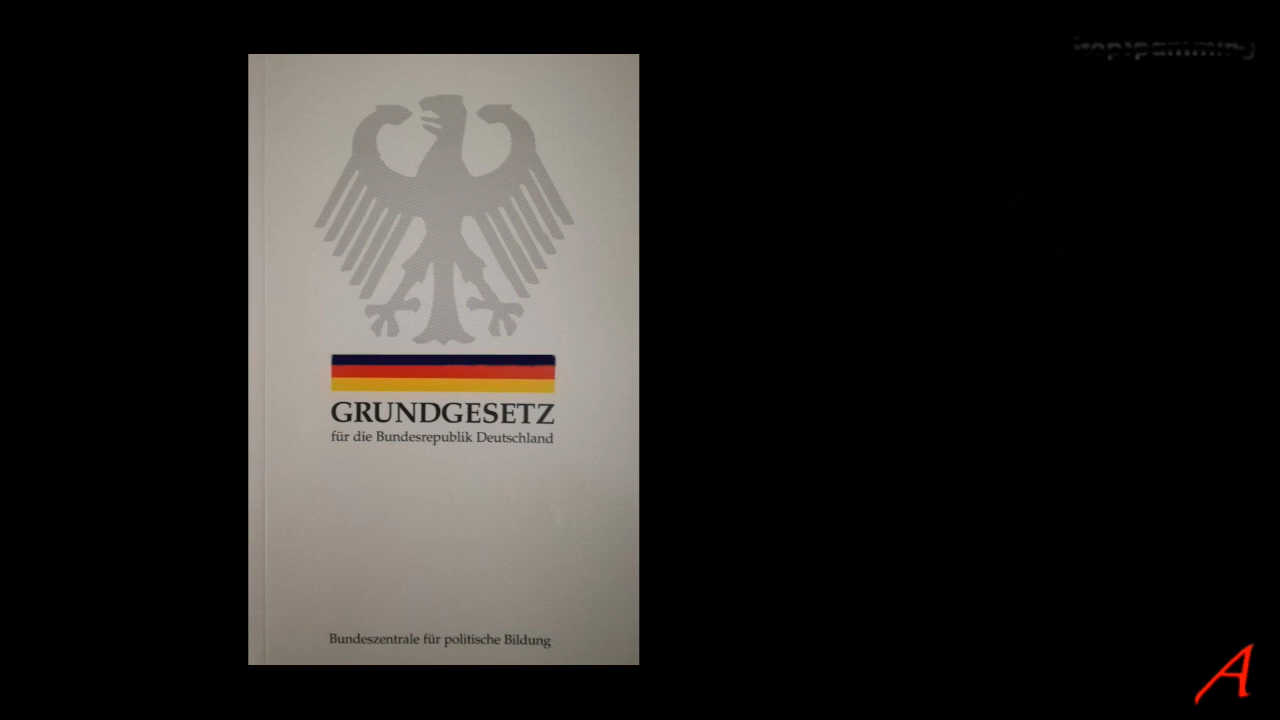 GRUNDGESETZ
für die Bundesrepublik Deutschland
Bundeszentrale für politische Bildung
A